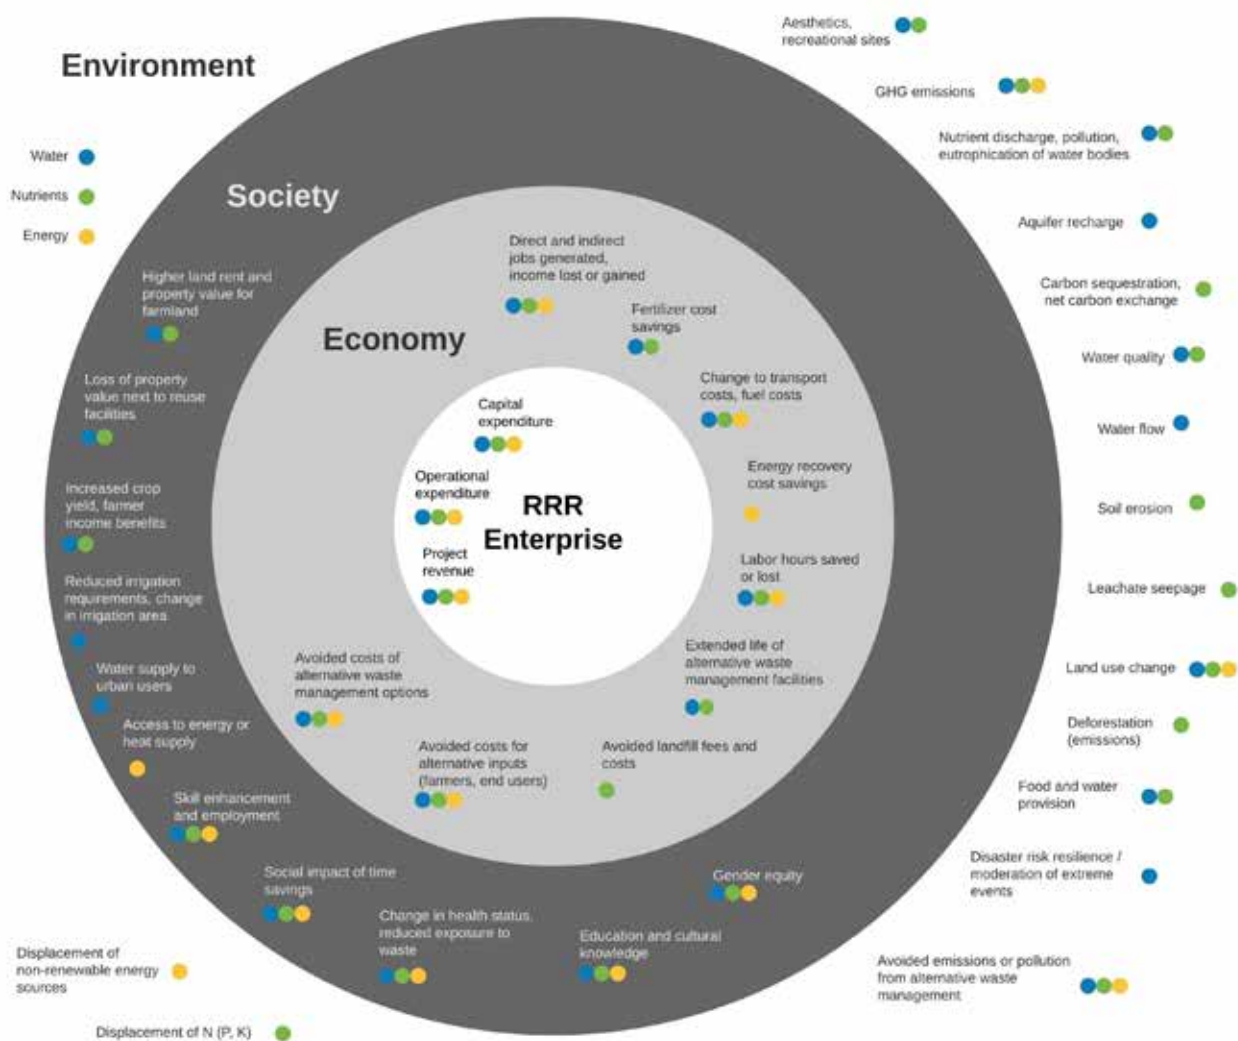 Environment
Water
Nutrients
Energy
Society
Higher land rent and
property value for
farmland
Loss of property
value next to reuse
facilities
Increased crop
yield, farmer
income benefits
Reduced irrigation
requirements, change
in irrigation area
Water supply to
urban users
Access to energy or
heat supply
Skill enhancement
and employment
Social impact of time
savings
Change in health status,
reduced exposure to
waste
Education and cultural
knowledge
Gender equity
Economy
Direct and indirect
jobs generated,
income lost or gained
Fertilizer cost
savings
Change to transport
costs, fuel costs
Energy recovery
cost savings
Labor hours saved
or lost
Extended life of
alternative waste
management facilities
Avoided landfill fees and
costs
Avoided costs for
alternative inputs
(farmers, end users)
Avoided costs of
alternative waste
management options
Capital
expenditure
Operational
expenditure
Project
revenue
RRR
Enterprise
Aesthetics,
recreational sites
GHG emissions
Nutrient discharge, pollution,
eutrophication of water bodies
Aquifer recharge
Carbon sequestration,
net carbon exchange
Water quality
Water flow
Soil erosion
Leachate seepage
Land use change
Deforestation
(emissions)
Food and water
provision
Disaster risk resilience /
moderation of extreme
events
Avoided emissions or pollution
from alternative waste
management
Displacement of
non-renewable energy
sources
Displacement of N (P, K)